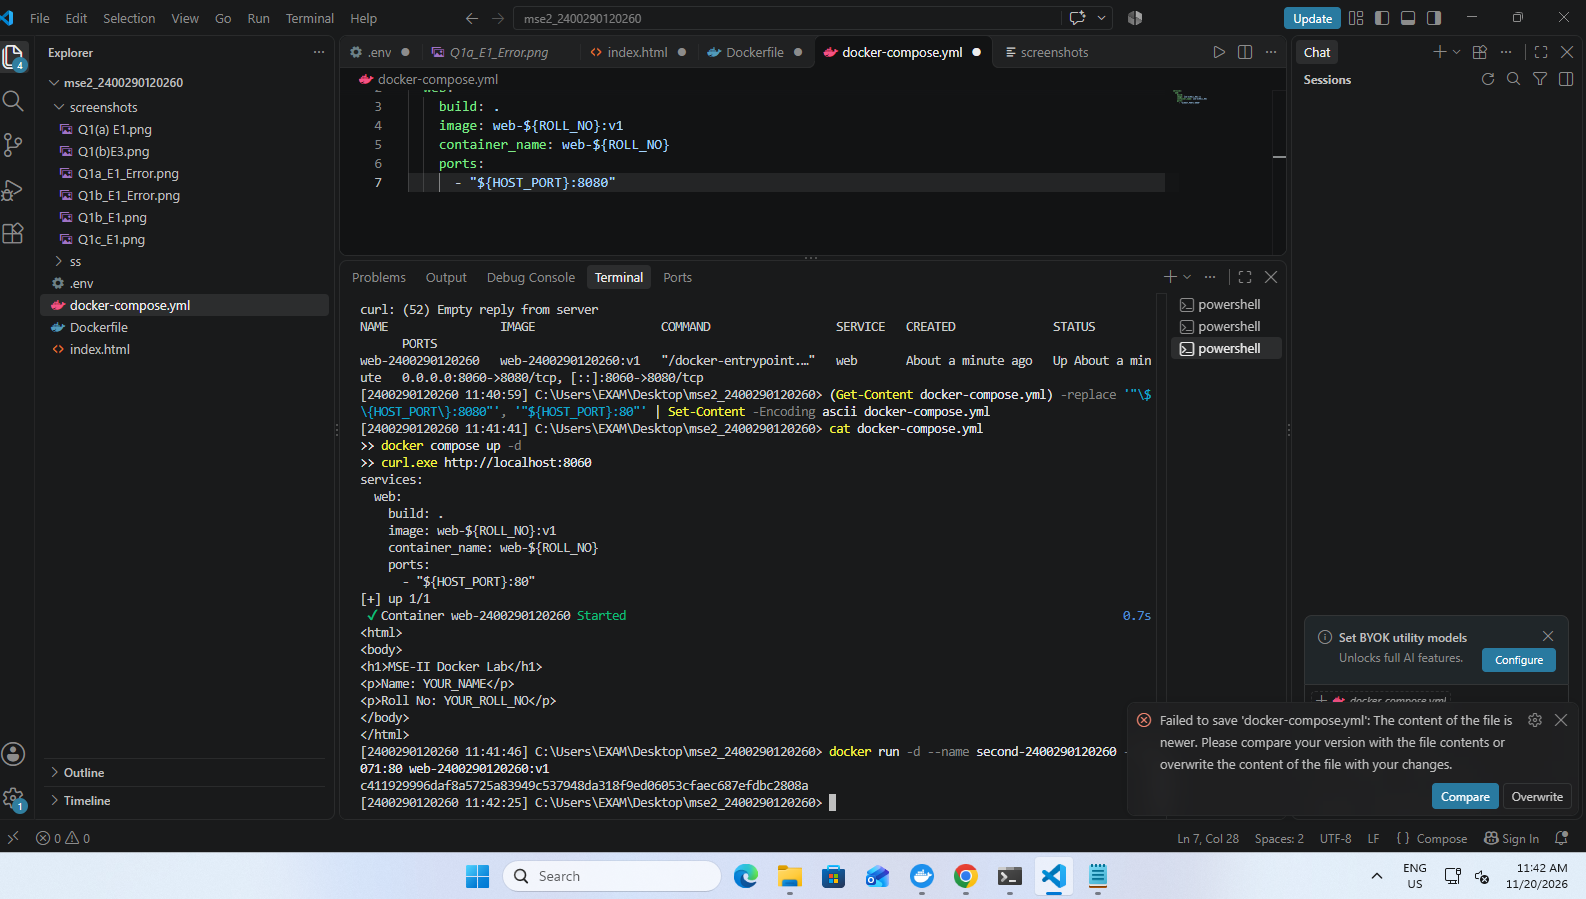 File Edit Selection View Go Run Terminal Help
mse2_2400290120260
Update
Explorer
mse2_2400290120260
screenshots
Q1(a) E1.png
Q1(b)E3.png
Q1a_E1_Error.png
Q1b_E1_Error.png
Q1b_E1.png
Q1c_E1.png
ss
.env
docker-compose.yml
Dockerfile
index.html
Outline
Timeline
.env
Q1a_E1_Error.png
index.html
Dockerfile
docker-compose.yml
screenshots
docker-compose.yml
2 web:
3 build: .
4 image: web-${ROLL_NO}:v1
5 container_name: web-${ROLL_NO}
6 ports:
7 - "${HOST_PORT}:8080"
Problems Output Debug Console Terminal Ports
powershell
powershell
powershell
curl: (52) Empty reply from server
NAME IMAGE COMMAND SERVICE CREATED STATUS
PORTS
web-2400290120260 web-2400290120260:v1 "/docker-entrypoint.…" web About a minute ago Up About a min
ute 0.0.0.0:8060->8080/tcp, [::]:8060->8080/tcp
[2400290120260 11:40:59] C:\Users\EXAM\Desktop\mse2_2400290120260> (Get-Content docker-compose.yml) -replace '"\$
\{HOST_PORT\}:8080"', '"${HOST_PORT}:80"' | Set-Content -Encoding ascii docker-compose.yml
[2400290120260 11:41:41] C:\Users\EXAM\Desktop\mse2_2400290120260> cat docker-compose.yml
>> docker compose up -d
>> curl.exe http://localhost:8060
services:
web:
build: .
image: web-${ROLL_NO}:v1
container_name: web-${ROLL_NO}
ports:
- "${HOST_PORT}:80"
[+] up 1/1
✓Container web-2400290120260 Started 0.7s
<html>
<body>
<h1>MSE-II Docker Lab</h1>
<p>Name: YOUR_NAME</p>
<p>Roll No: YOUR_ROLL_NO</p>
</body>
</html>
[2400290120260 11:41:46] C:\Users\EXAM\Desktop\mse2_2400290120260> docker run -d --name second-2400290120260 -
071:80 web-2400290120260:v1
c411929996daf8a5725a83949c537948da318f9ed06053cfaec687efdbc2808a
[2400290120260 11:42:25] C:\Users\EXAM\Desktop\mse2_2400290120260>
Chat
Sessions
Set BYOK utility models
Unlocks full AI features.
Configure
docker-compose.yml
Failed to save 'docker-compose.yml': The content of the file is
newer. Please compare your version with the file contents or
overwrite the content of the file with your changes.
Compare Overwrite
0 0
Ln 7, Col 28 Spaces: 2 UTF-8 LF { } Compose Sign In
4
1
Search
ENG
US
11:42 AM
11/20/2026